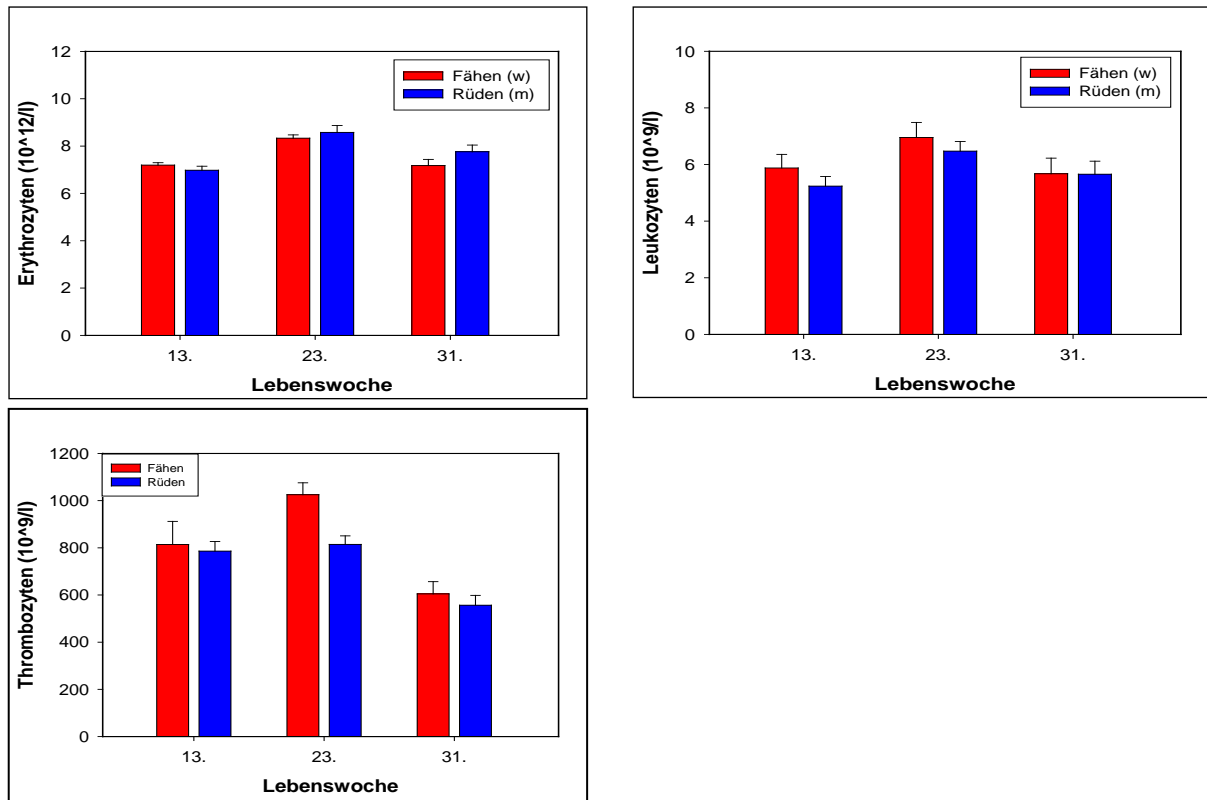 Erythrozyten (10^12/l)
12
10
8
6
4
2
0
Fähen (w)
Rüden (m)
13. 23. 31.
Lebenswoche
Leukozyten (10^9/l)
10
8
6
4
2
0
Fähen (w)
Rüden (m)
13. 23. 31.
Lebenswoche
Thrombozyten (10^9/l)
1200
1000
800
600
400
200
0
Fähen
Rüden
13. 23. 31.
Lebenswoche